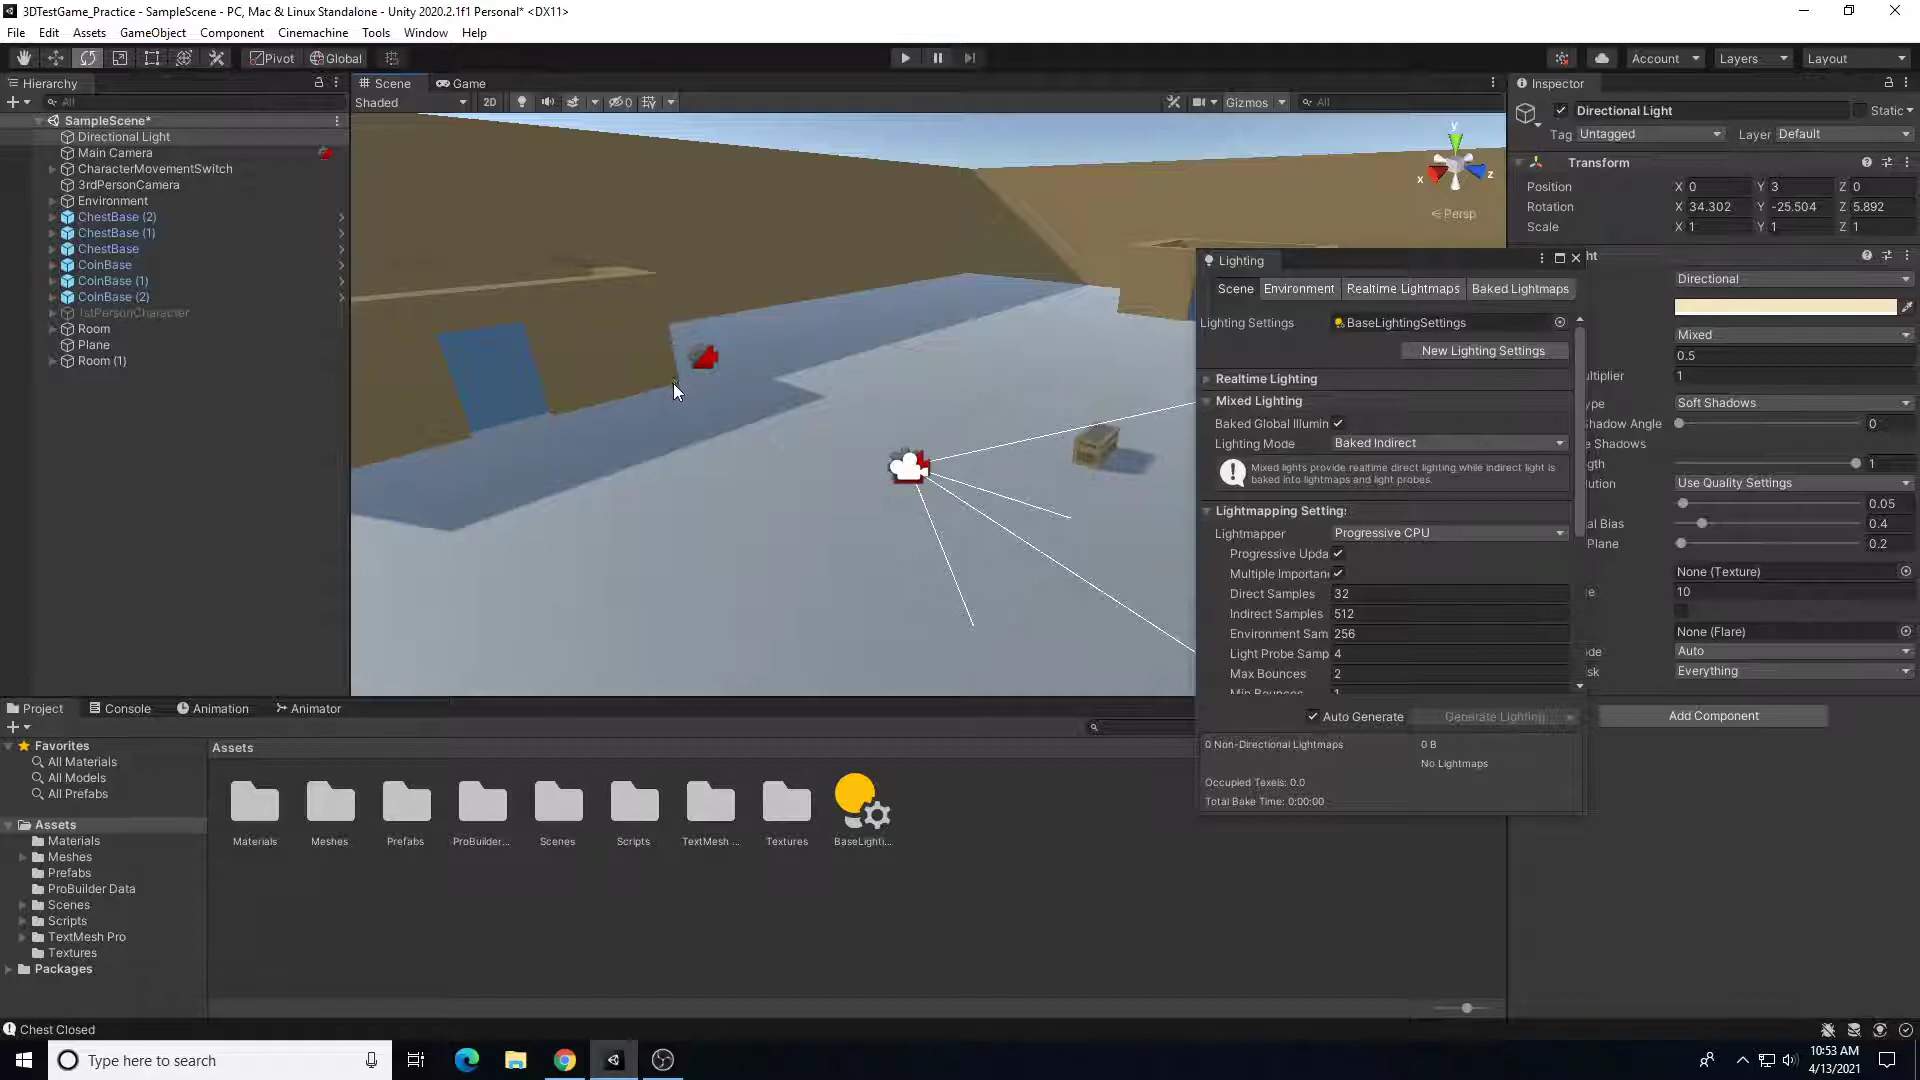 3DTestGame_Practice - SampleScene - PC, Mac & Linux Standalone - Unity 2020.2.1f1 Personal* <DX11>
File Edit Assets GameObject Component Cinemachine Tools Window Help
Pivot Global Account Layers Layout
Hierarchy
All
SampleScene*
Directional Light
Main Camera
CharacterMovementSwitch
3rdPersonCamera
Environment
ChestBase (2)
ChestBase (1)
ChestBase
CoinBase
CoinBase (1)
CoinBase (2)
1stPersonCharacter
Room
Plane
Room (1)
Scene Game
Shaded 2D 0 Gizmos All
y
x z
Persp
Lighting
Scene Environment Realtime Lightmaps Baked Lightmaps
Lighting Settings BaseLightingSettings
New Lighting Settings
Realtime Lighting
Mixed Lighting
Baked Global Illumin
Lighting Mode Baked Indirect
Mixed lights provide realtime direct lighting while indirect light is
baked into lightmaps and light probes.
Lightmapping Setting:
Lightmapper Progressive CPU
Progressive Upda
Multiple Importan
Direct Samples 32
Indirect Samples 512
Environment Sam 256
Light Probe Samp 4
Max Bounces 2
Min Bounces 1
Auto Generate Generate Lighting
0 Non-Directional Lightmaps 0 B
No Lightmaps
Occupied Texels: 0.0
Total Bake Time: 0:00:00
Inspector
Directional Light Static
Tag Untagged Layer Default
Transform
Position X 0 Y 3 Z 0
Rotation X 34.302 Y -25.504 Z 5.892
Scale X 1 Y 1 Z 1
ht
Directional
Mixed
0.5
ultiplier 1
ype Soft Shadows
hadow Angle 0
e Shadows
ngth 1
lution Use Quality Settings
0.05
al Bias 0.4
Plane 0.2
None (Texture)
e 10
None (Flare)
de Auto
sk Everything
Add Component
Project Console Animation Animator
Favorites
All Materials
All Models
All Prefabs
Assets
Materials
Meshes
Prefabs
ProBuilder Data
Scenes
Scripts
TextMesh Pro
Textures
Packages
Assets
Materials Meshes Prefabs ProBuilder... Scenes Scripts TextMesh ... Textures BaseLighti...
Chest Closed
Type here to search
10:53 AM
4/13/2021